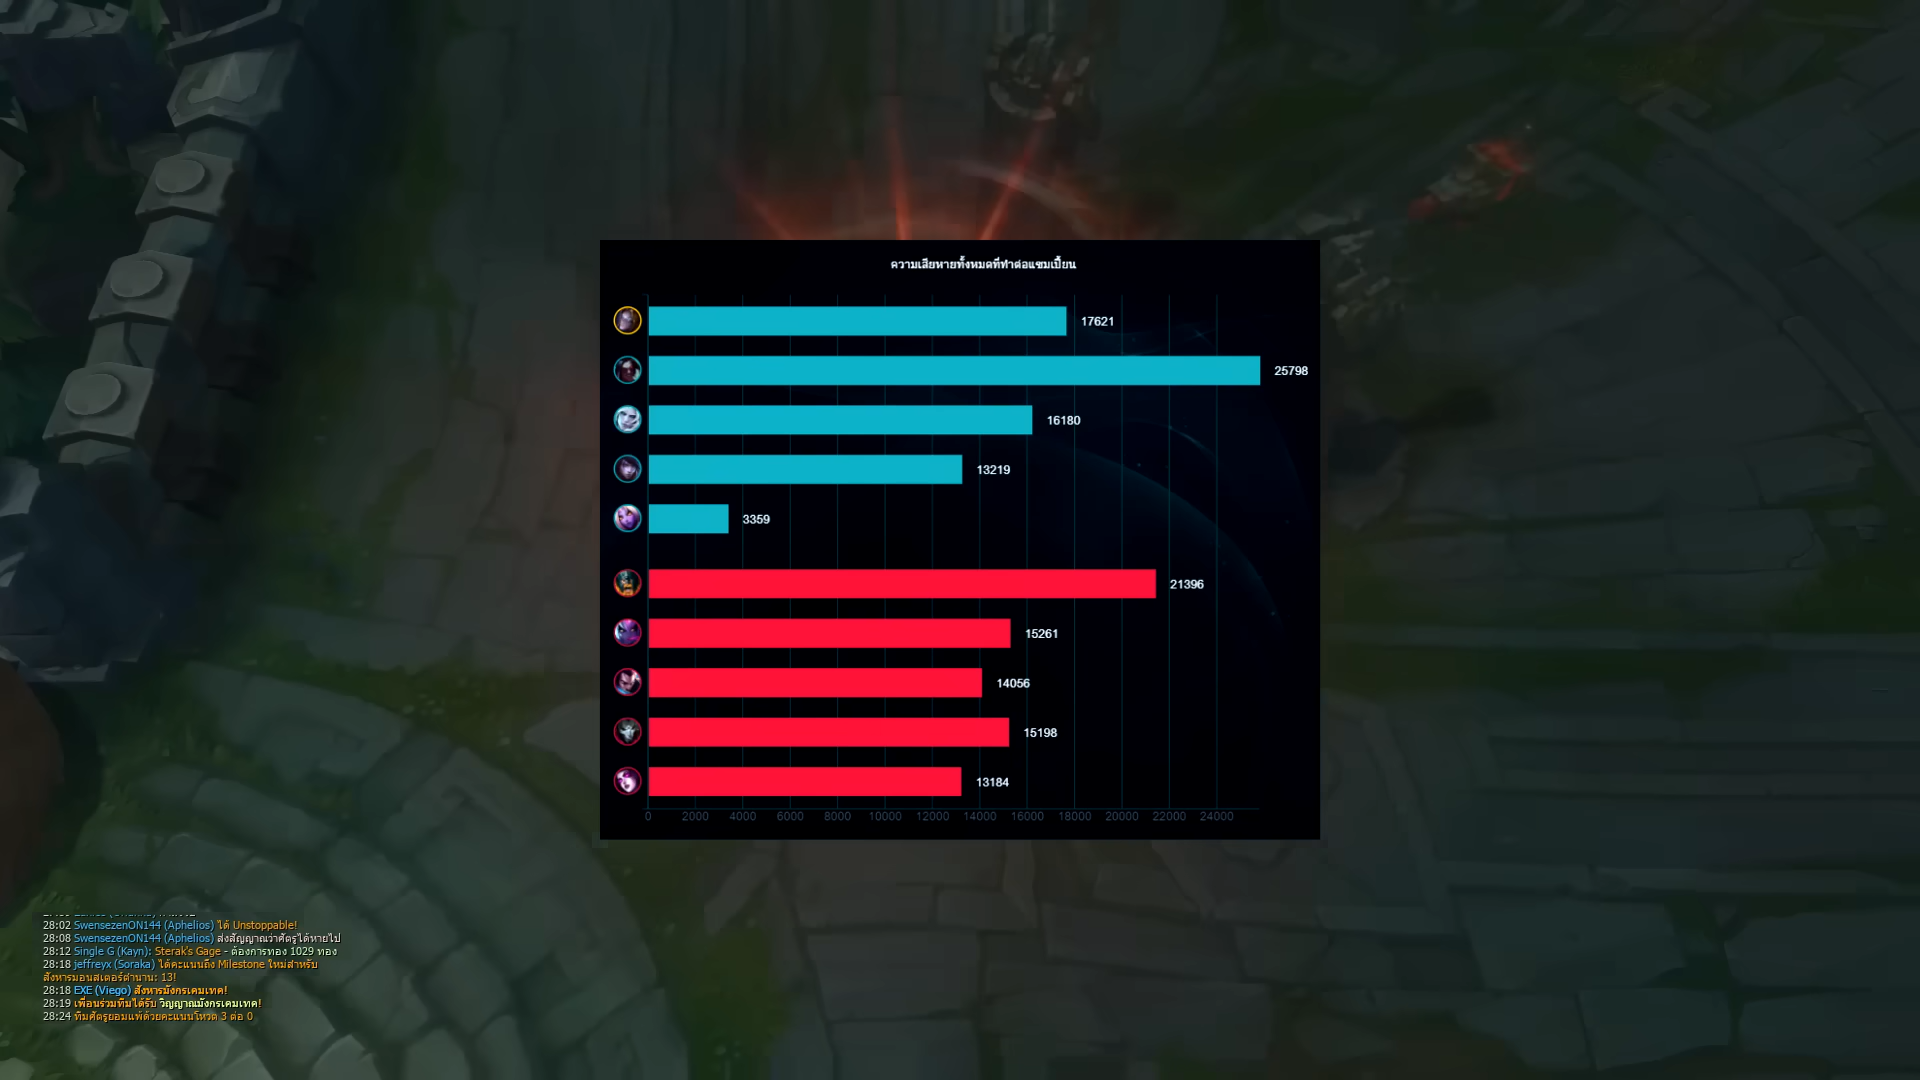 ความเสียหายทั้งหมดที่ทำต่อแชมเปี้ยน
17621
25798
16180
13219
3359
21396
15261
14056
15198
13184
0 2000 4000 6000 8000 10000 12000 14000 16000 18000 20000 22000 24000
28:02 SwensezenON144 (Aphelios) ได้ Unstoppable!
28:08 SwensezenON144 (Aphelios) ส่งสัญญาณว่าศัตรูได้หายไป
28:12 Single G (Kayn): Sterak's Gage - ต้องการทอง 1029 ทอง
28:18 jeffreyx (Soraka) ได้คะแนนถึง Milestone ใหม่สำหรับ
สังหารมอนสเตอร์ตำนาน: 13!
28:18 EXE (Viego) สังหารมังกรเคมเทค!
28:19 เพื่อนร่วมทีมได้รับ วิญญาณมังกรเคมเทค!
28:24 ทีมศัตรูยอมแพ้ด้วยคะแนนโหวต 3 ต่อ 0